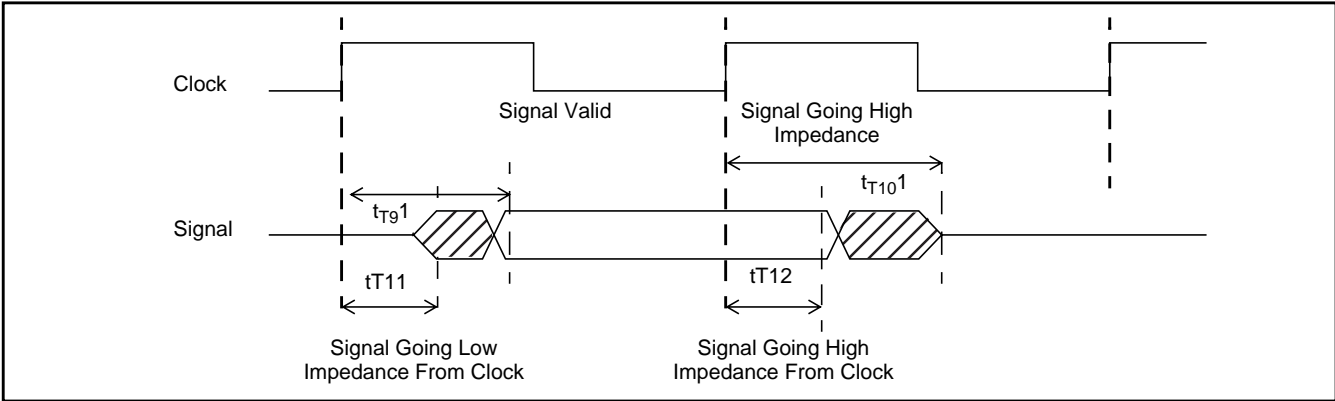 Clock
Signal Valid
Signal Going High
Impedance
tT101
tT91
Signal
tT11
tT12
Signal Going Low
Impedance From Clock
Signal Going High
Impedance From Clock